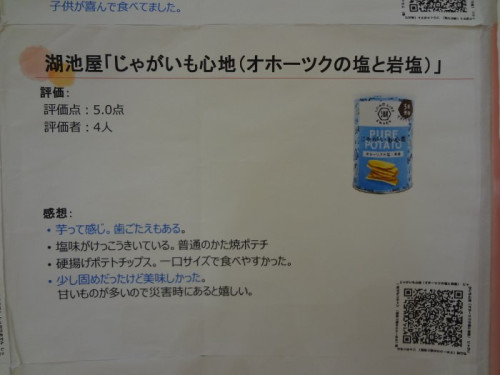 子供が喜んで食べてました。
湖池屋「じゃがいも心地（オホーツクの塩と岩塩）」
評価：
評価点：5.0点
評価者：4人
PURE
POTATO
感想：
・芋って感じ。歯ごたえもある。
・塩味がけっこうきいている。普通のかた焼ポテチ
・硬揚げポテトチップス。一口サイズで食べやすかった。
・少し固めだったけど美味しかった。
甘いものが多いので災害時にあると嬉しい。